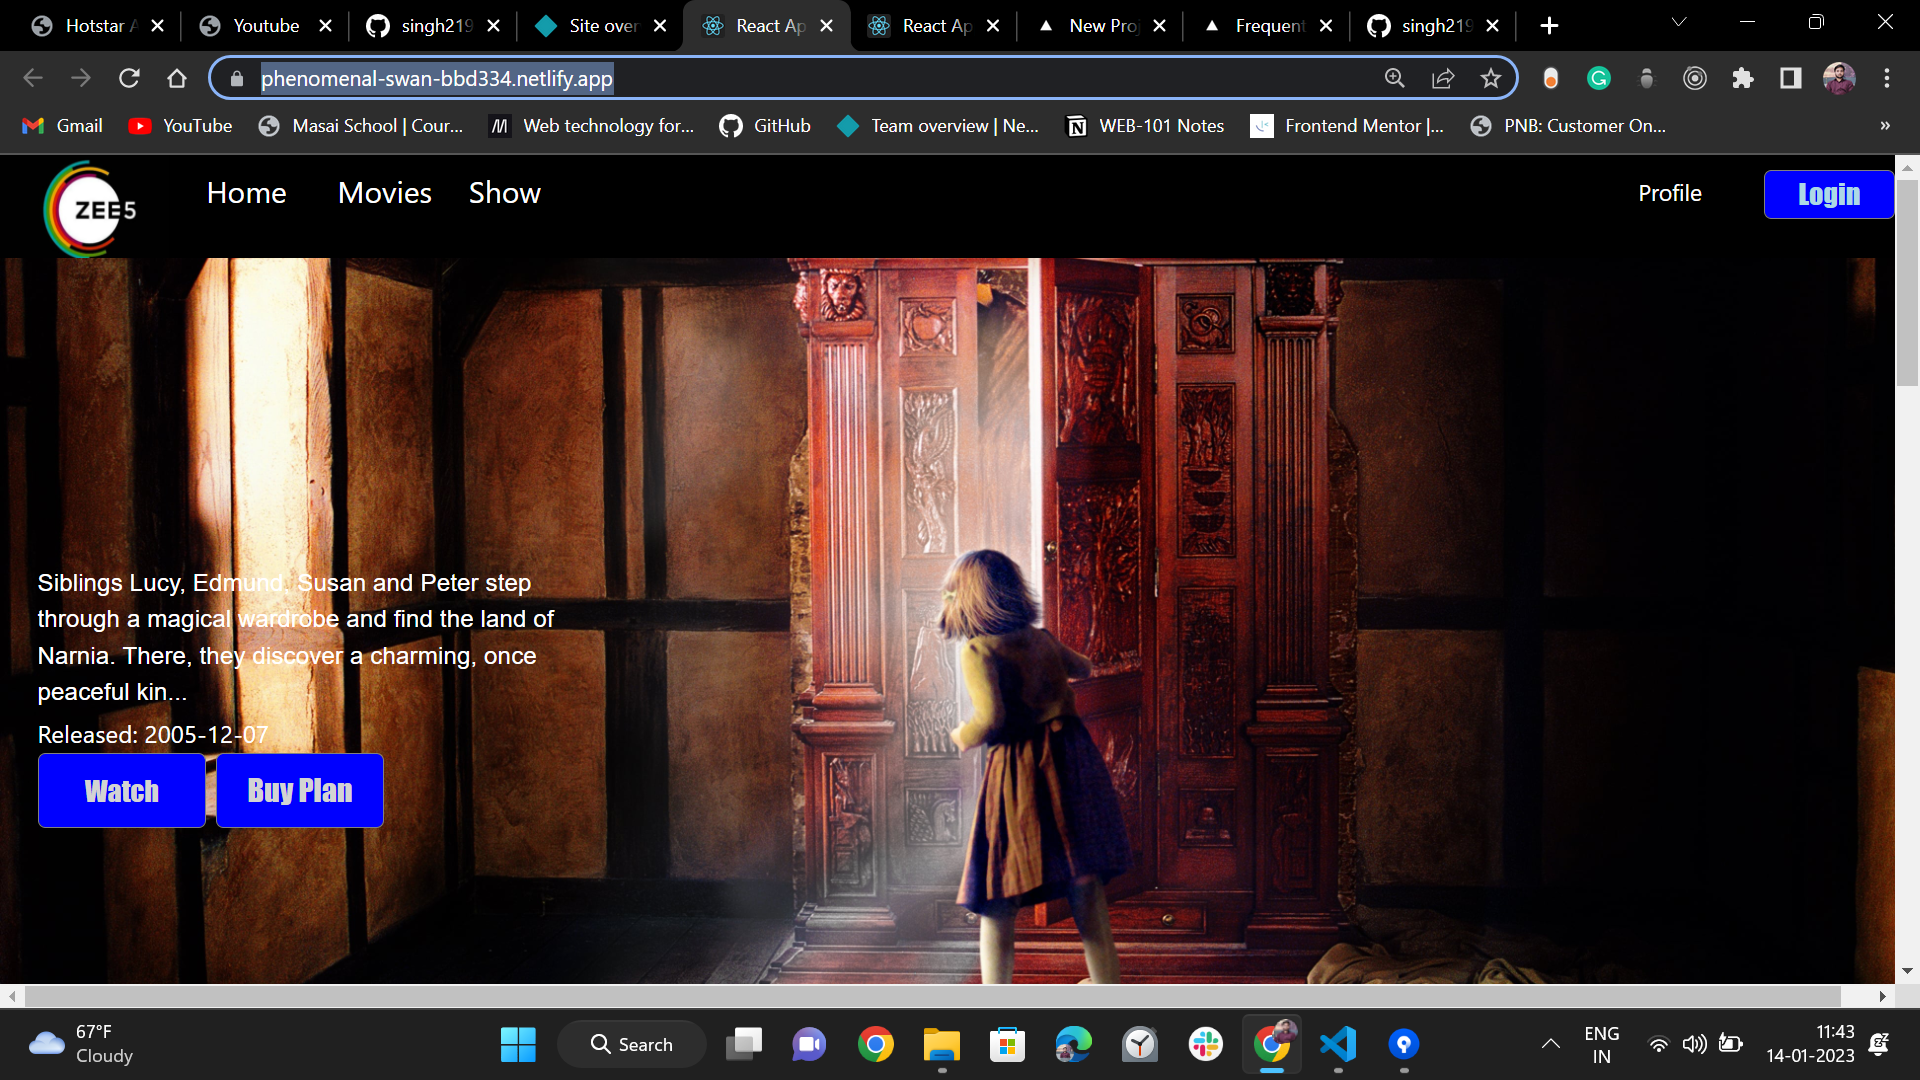 Hotstar A
Youtube
singh219
Site over
React Ap
React Ap
New Proj
Frequent
singh219
phenomenal-swan-bbd334.netlify.app
Gmail
YouTube
Masai School | Cour...
Web technology for...
GitHub
Team overview | Ne...
WEB-101 Notes
Frontend Mentor |...
PNB: Customer On...
»
ZEE5
Home
Movies
Show
Profile
Login
Siblings Lucy, Edmund, Susan and Peter step
through a magical wardrobe and find the land of
Narnia. There, they discover a charming, once
peaceful kin...
Released: 2005-12-07
Watch
Buy Plan
67°F
Cloudy
Search
ENG
IN
11:43
14-01-2023